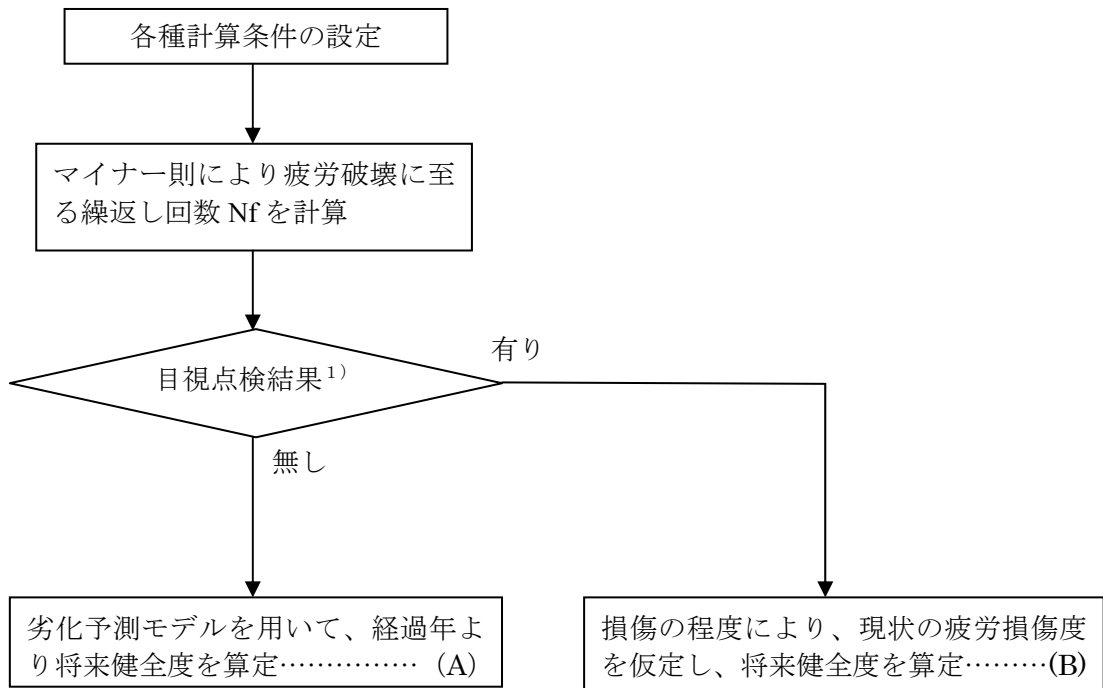 各種計算条件の設定
マイナー則により疲労破壊に至
る繰返し回数 Nf を計算
目視点検結果1)
有り
無し
劣化予測モデルを用いて、経過年よ
り将来健全度を算定…………… (A)
損傷の程度により、現状の疲労損傷度
を仮定し、将来健全度を算定………(B)